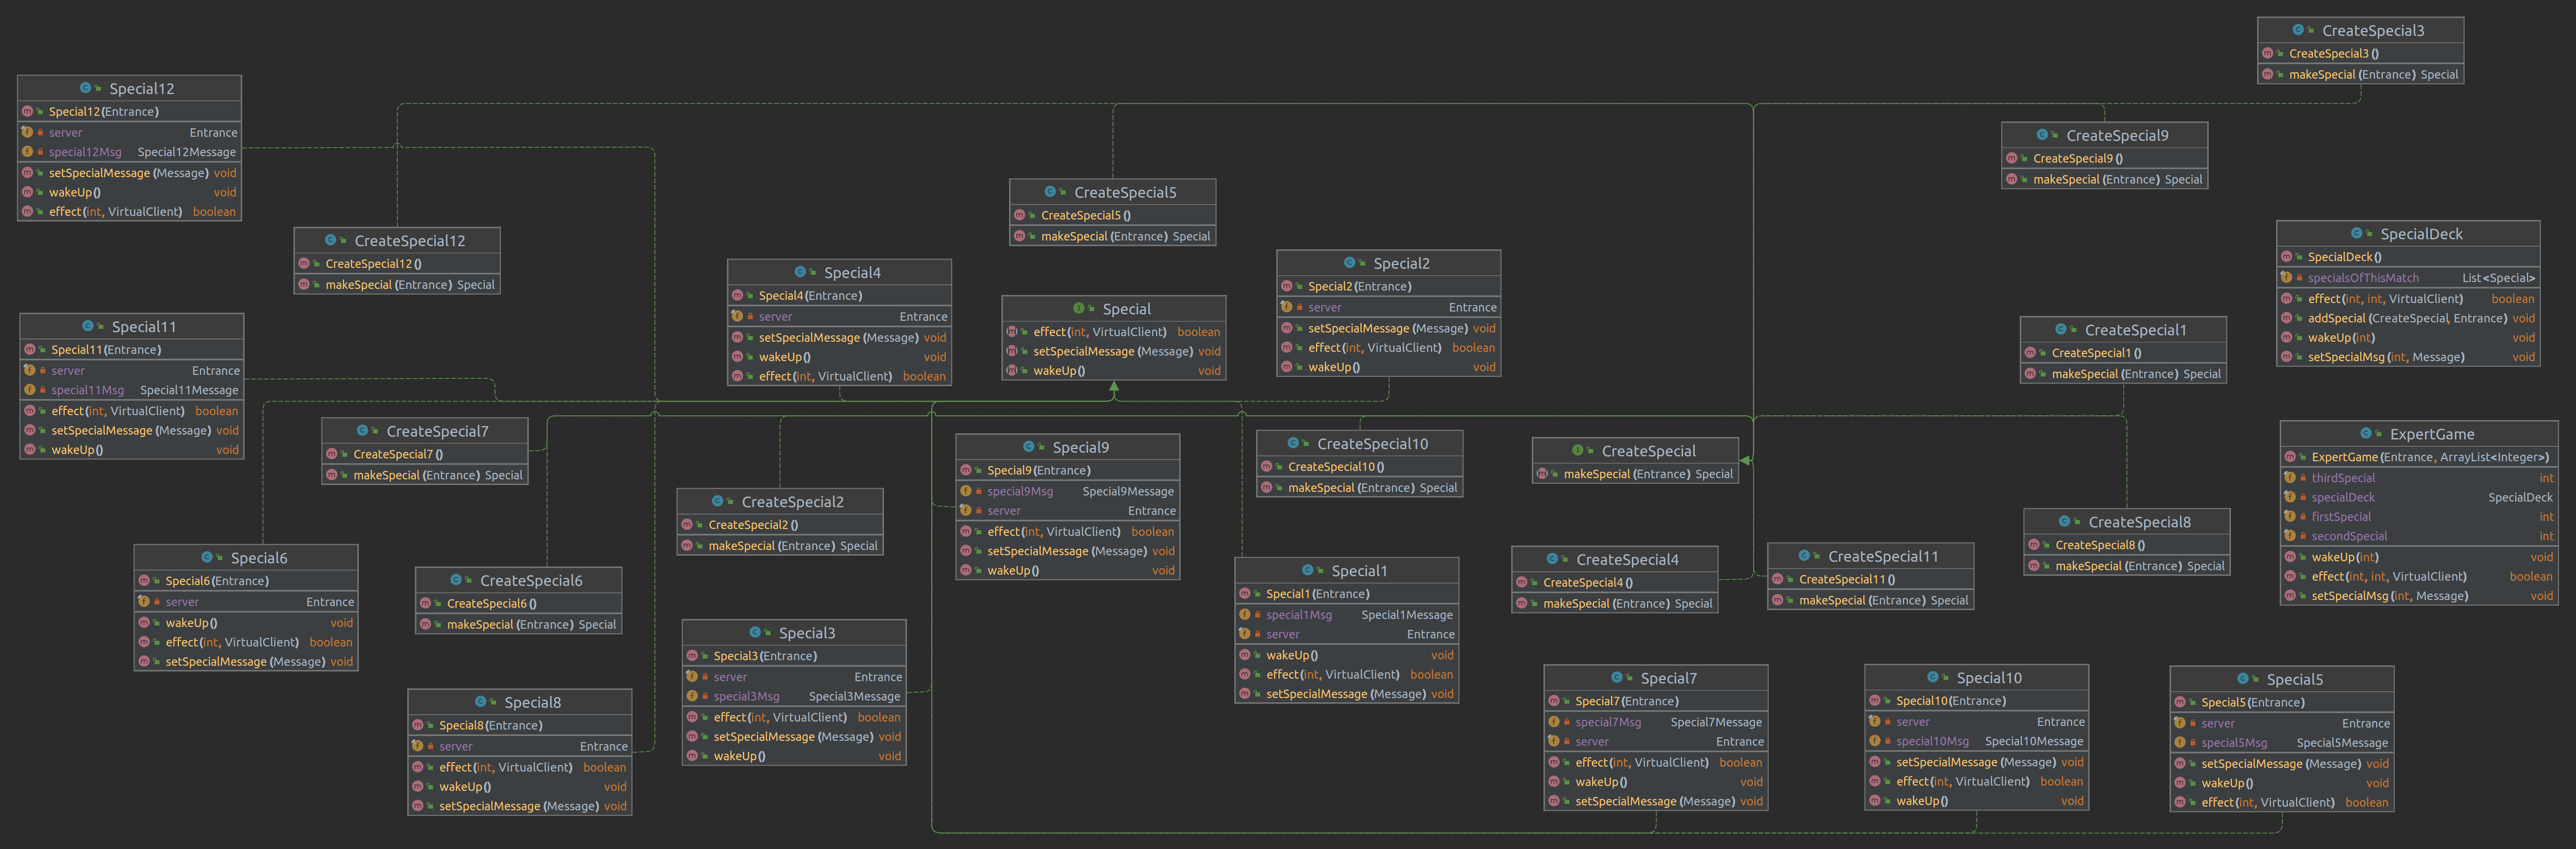 CreateSpecial3
CreateSpecial3()
makeSpecial(Entrance) Special
Special12
Special12(Entrance)
server Entrance
special12Msg Special12Message
setSpecialMessage(Message) void
wakeUp() void
effect(int, VirtualClient) boolean
CreateSpecial9
CreateSpecial9()
makeSpecial(Entrance) Special
CreateSpecial5
CreateSpecial5()
makeSpecial(Entrance) Special
CreateSpecial12
CreateSpecial12()
makeSpecial(Entrance) Special
SpecialDeck
SpecialDeck()
specialsOfThisMatch List<Special>
effect(int, int, VirtualClient) boolean
addSpecial(CreateSpecial, Entrance) void
wakeUp(int) void
setSpecialMsg(int, Message) void
Special4
Special4(Entrance)
server Entrance
setSpecialMessage(Message) void
wakeUp() void
effect(int, VirtualClient) boolean
Special
effect(int, VirtualClient) boolean
setSpecialMessage(Message) void
wakeUp() void
Special2
Special2(Entrance)
server Entrance
setSpecialMessage(Message) void
effect(int, VirtualClient) boolean
wakeUp() void
Special11
Special11(Entrance)
server Entrance
special11Msg Special11Message
effect(int, VirtualClient) boolean
setSpecialMessage(Message) void
wakeUp() void
CreateSpecial1
CreateSpecial1()
makeSpecial(Entrance) Special
CreateSpecial7
CreateSpecial7()
makeSpecial(Entrance) Special
Special9
Special9(Entrance)
special9Msg Special9Message
server Entrance
effect(int, VirtualClient) boolean
setSpecialMessage(Message) void
wakeUp() void
CreateSpecial10
CreateSpecial10()
makeSpecial(Entrance) Special
CreateSpecial
makeSpecial(Entrance) Special
ExpertGame
ExpertGame(Entrance, ArrayList<Integer>)
thirdSpecial int
specialDeck SpecialDeck
firstSpecial int
secondSpecial int
wakeUp(int) void
effect(int, int, VirtualClient) boolean
setSpecialMsg(int, Message) void
CreateSpecial2
CreateSpecial2()
makeSpecial(Entrance) Special
CreateSpecial8
CreateSpecial8()
makeSpecial(Entrance) Special
Special6
Special6(Entrance)
server Entrance
wakeUp() void
effect(int, VirtualClient) boolean
setSpecialMessage(Message) void
CreateSpecial6
CreateSpecial6()
makeSpecial(Entrance) Special
Special1
Special1(Entrance)
special1Msg Special1Message
server Entrance
wakeUp() void
effect(int, VirtualClient) boolean
setSpecialMessage(Message) void
CreateSpecial4
CreateSpecial4()
makeSpecial(Entrance) Special
CreateSpecial11
CreateSpecial11()
makeSpecial(Entrance) Special
Special3
Special3(Entrance)
server Entrance
special3Msg Special3Message
effect(int, VirtualClient) boolean
setSpecialMessage(Message) void
wakeUp() void
Special8
Special8(Entrance)
server Entrance
effect(int, VirtualClient) boolean
wakeUp() void
setSpecialMessage(Message) void
Special7
Special7(Entrance)
special7Msg Special7Message
server Entrance
effect(int, VirtualClient) boolean
wakeUp() void
setSpecialMessage(Message) void
Special10
Special10(Entrance)
server Entrance
special10Msg Special10Message
setSpecialMessage(Message) void
effect(int, VirtualClient) boolean
wakeUp() void
Special5
Special5(Entrance)
server Entrance
special5Msg Special5Message
setSpecialMessage(Message) void
wakeUp() void
effect(int, VirtualClient) boolean